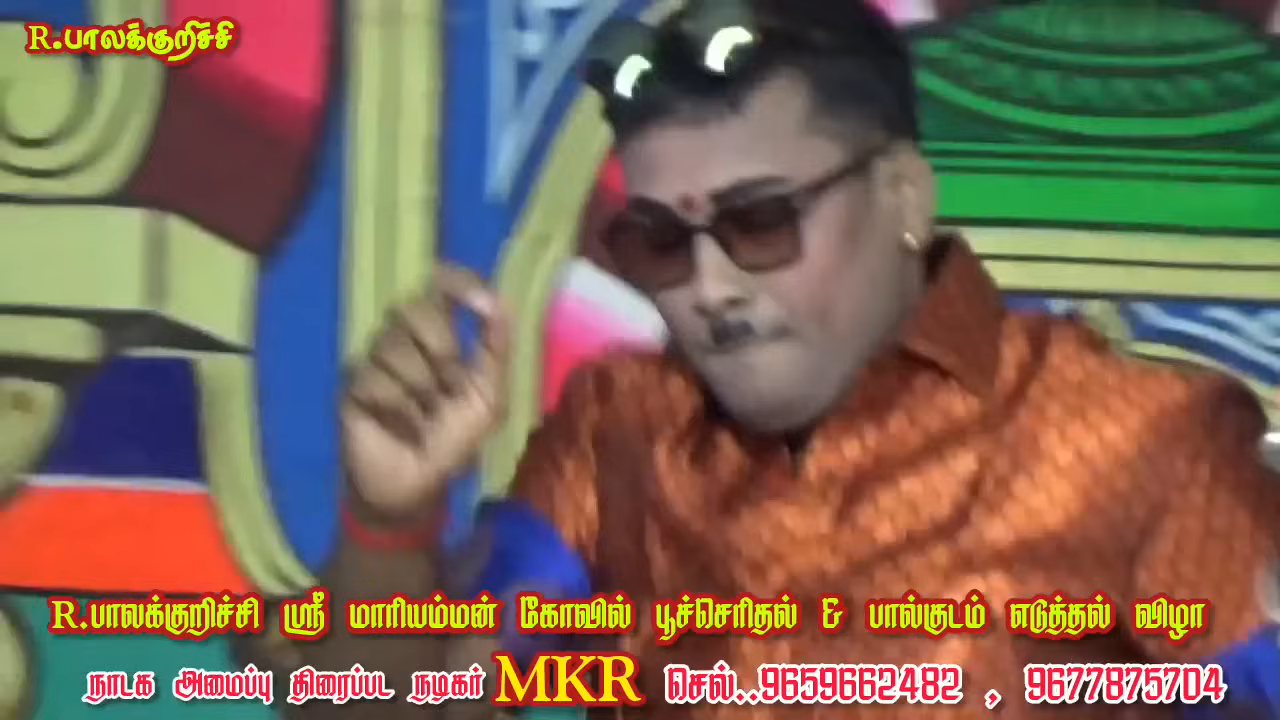 R.பாலக்குறிச்சி
R.பாலக்குறிச்சி ஸ்ரீ மாரியம்மன் கோவில் பூச்சொரிதல் & பால்குடம் எடுத்தல் விழா
நாடக அமைப்பு திரைப்பட நடிகர் MKR செல்..9659662482 , 9677875704